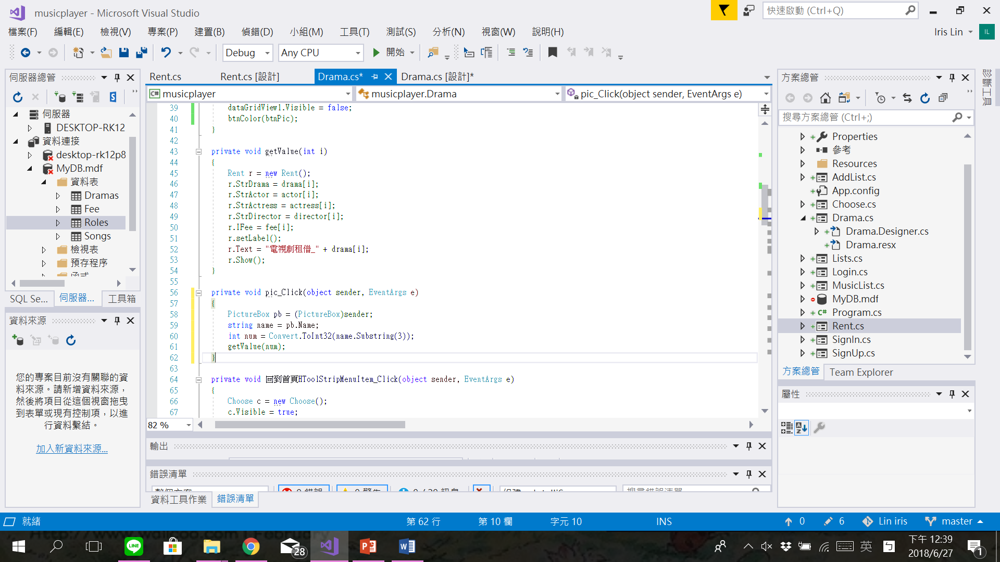 musicplayer - Microsoft Visual Studio
快速啟動 (Ctrl+Q)
檔案(F) 編輯(E) 檢視(V) 專案(P) 建置(B) 偵錯(D) 小組(M) 工具(T) 測試(S) 分析(N) 視窗(W) 說明(H)
Iris Lin IL
Debug Any CPU 開始
伺服器總管
伺服器
DESKTOP-RK12
資料連接
desktop-rk12p8
MyDB.mdf
資料表
Dramas
Fee
Roles
Songs
檢視表
預存程序
函式
SQL Se... 伺服器... 工具箱
資料來源
您的專案目前沒有關聯的資
料來源。請新增資料來源，
然後將項目從這個視窗拖曳
到表單或現有控制項，以進
行資料繫結。
加入新資料來源...
Rent.cs Rent.cs [設計] Drama.cs* Drama.cs [設計]*
musicplayer musicplayer.Drama pic_Click(object sender, EventArgs e)
39 dataGridView1.Visible = false;
40 btnColor(btnPic);
41 }
42
43 private void getValue(int i)
44 {
45 Rent r = new Rent();
46 r.StrDrama = drama[i];
47 r.StrActor = actor[i];
48 r.StrActress = actress[i];
49 r.StrDirector = director[i];
50 r.IFee = fee[i];
51 r.setLabel();
52 r.Text = "電視劇租借_" + drama[i];
53 r.Show();
54 }
55
56 private void pic_Click(object sender, EventArgs e)
57 {
58 PictureBox pb = (PictureBox)sender;
59 string name = pb.Name;
60 int num = Convert.ToInt32(name.Substring(3));
61 getValue(num);
62 }
63
64 private void 回到首頁HToolStripMenuItem_Click(object sender, EventArgs e)
65 {
66 Choose c = new Choose();
67 c.Visible = true;
82 %
輸出
錯誤清單
整個方案 0 錯誤 0 警告 0 / 20 訊息
搜尋錯誤清單
資料工具作業 錯誤清單
方案總管
搜尋方案總管 (Ctrl+;)
Properties
參考
Resources
AddList.cs
App.config
Choose.cs
Drama.cs
Drama.Designer.cs
Drama.resx
Lists.cs
Login.cs
MusicList.cs
MyDB.mdf
Program.cs
Rent.cs
SignIn.cs
SignUp.cs
方案總管 Team Explorer
屬性
診斷工具
就緒 第 62 行 第 10 欄 字元 10 INS 0 6 Lin iris master
LINE
28
英
下午 12:39
2018/6/27
1